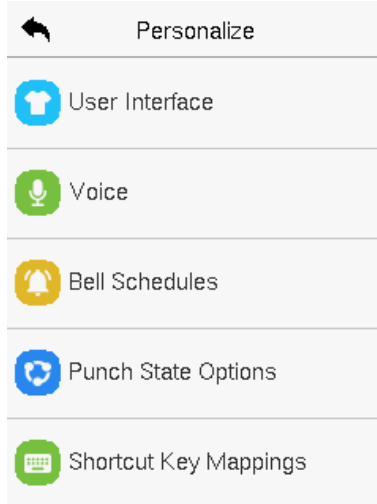 Personalize
User Interface
Voice
Bell Schedules
Punch State Options
Shortcut Key Mappings